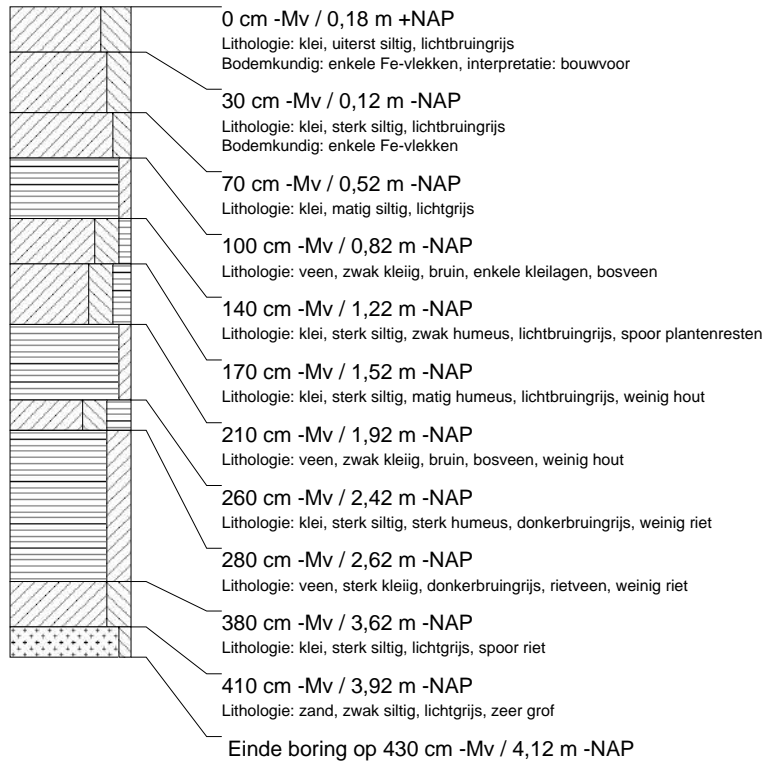 0 cm -Mv / 0,18 m +NAP
Lithologie: klei, uiterst siltig, lichtbruingrijs
Bodemkundig: enkele Fe-vlekken, interpretatie: bouwvoor
30 cm -Mv / 0,12 m -NAP
Lithologie: klei, sterk siltig, lichtbruingrijs
Bodemkundig: enkele Fe-vlekken
70 cm -Mv / 0,52 m -NAP
Lithologie: klei, matig siltig, lichtgrijs
100 cm -Mv / 0,82 m -NAP
Lithologie: veen, zwak kleiig, bruin, enkele kleilagen, bosveen
140 cm -Mv / 1,22 m -NAP
Lithologie: klei, sterk siltig, zwak humeus, lichtbruingrijs, spoor plantenresten
170 cm -Mv / 1,52 m -NAP
Lithologie: klei, sterk siltig, matig humeus, lichtbruingrijs, weinig hout
210 cm -Mv / 1,92 m -NAP
Lithologie: veen, zwak kleiig, bruin, bosveen, weinig hout
260 cm -Mv / 2,42 m -NAP
Lithologie: klei, sterk siltig, sterk humeus, donkerbruingrijs, weinig riet
280 cm -Mv / 2,62 m -NAP
Lithologie: veen, sterk kleiig, donkerbruingrijs, rietveen, weinig riet
380 cm -Mv / 3,62 m -NAP
Lithologie: klei, sterk siltig, lichtgrijs, spoor riet
410 cm -Mv / 3,92 m -NAP
Lithologie: zand, zwak siltig, lichtgrijs, zeer grof
Einde boring op 430 cm -Mv / 4,12 m -NAP